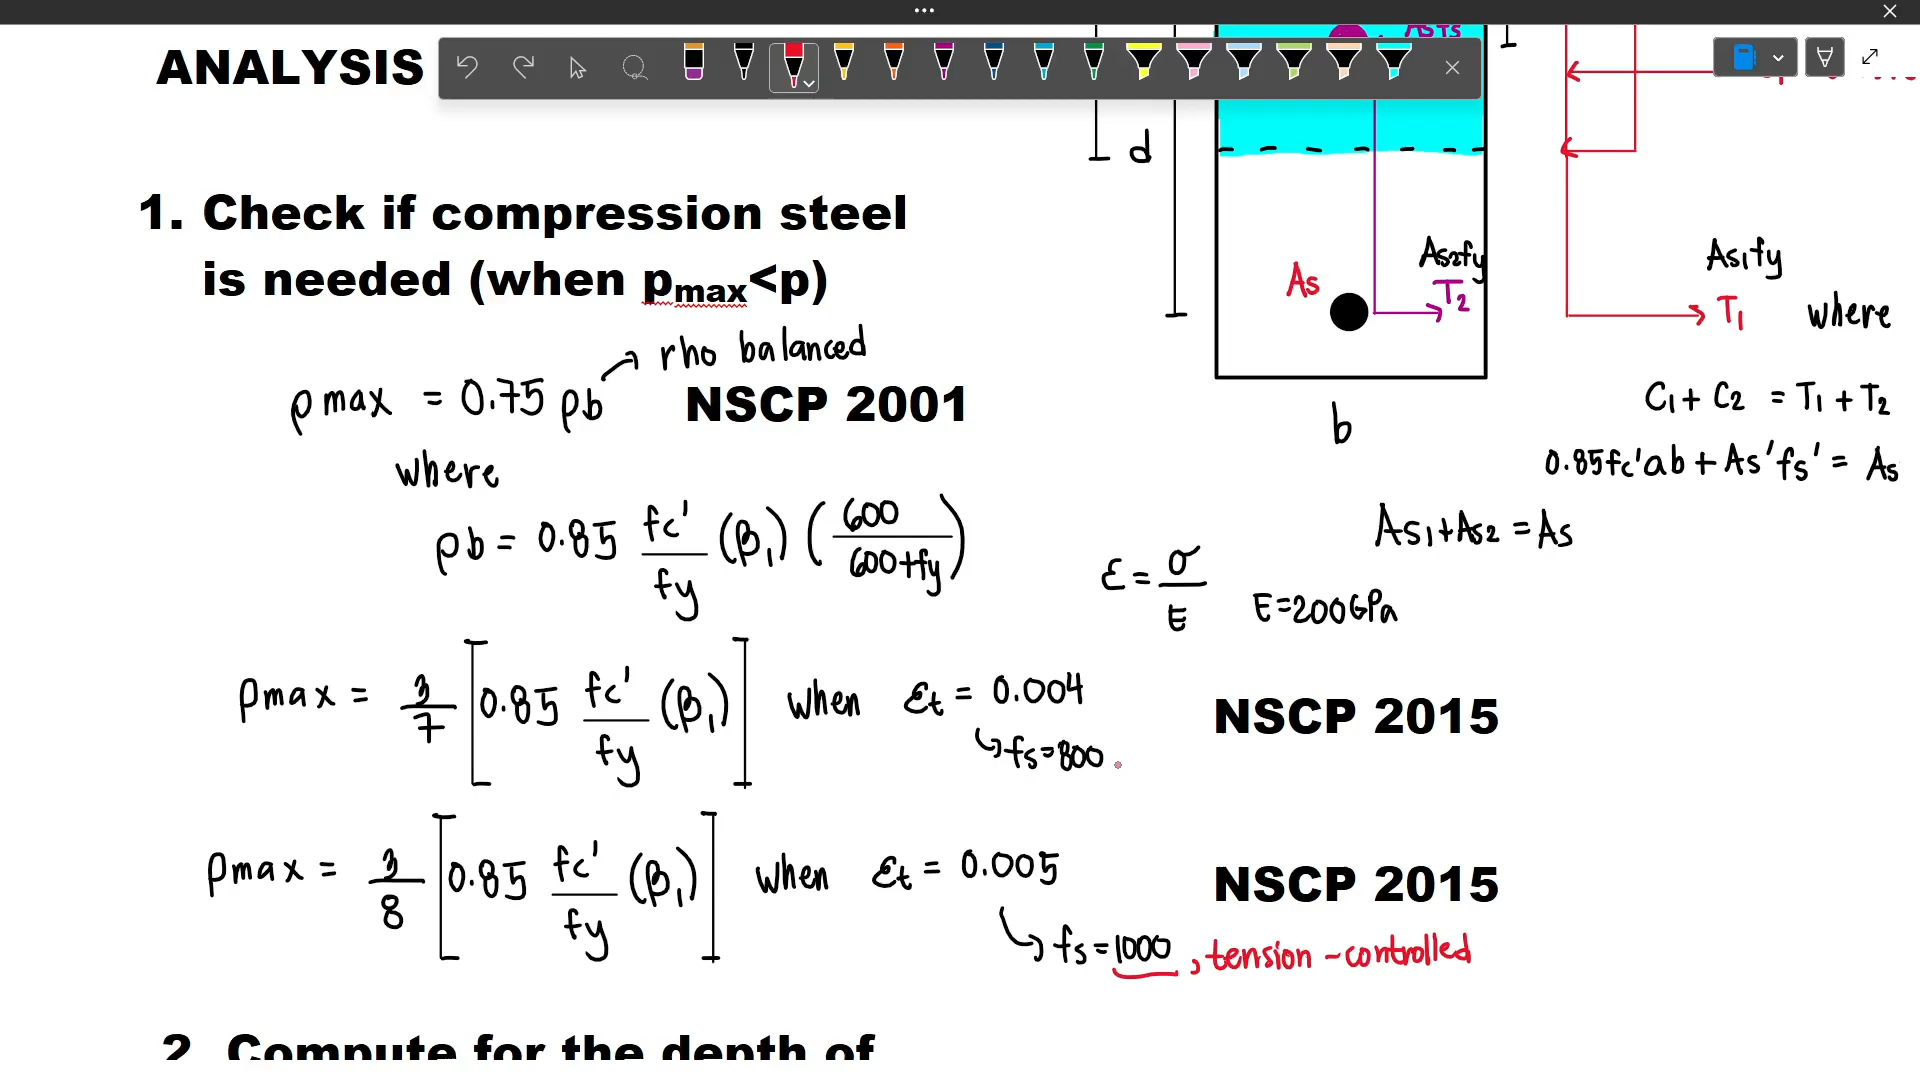 ANALYSIS
d
1. Check if compression steel
is needed (when pmax<p)
rho balanced
ρmax = 0.75 ρb
NSCP 2001
where
ρb = 0.85 fc'/fy (β1) (600/600+fy)
ρmax = 3/7 [0.85 fc'/fy (β1)] when Ɛt = 0.004
fs=800
NSCP 2015
ρmax = 3/8 [0.85 fc'/fy (β1)] when Ɛt = 0.005
fs=1000, tension-controlled
NSCP 2015
As
As2fy
T2
b
As1fy
T1 where
C1 + C2 = T1 + T2
0.85fc'ab + As'fs' = As
As1+As2 = As
Ɛ = σ/E
E=200GPa
2. Compute for the depth of